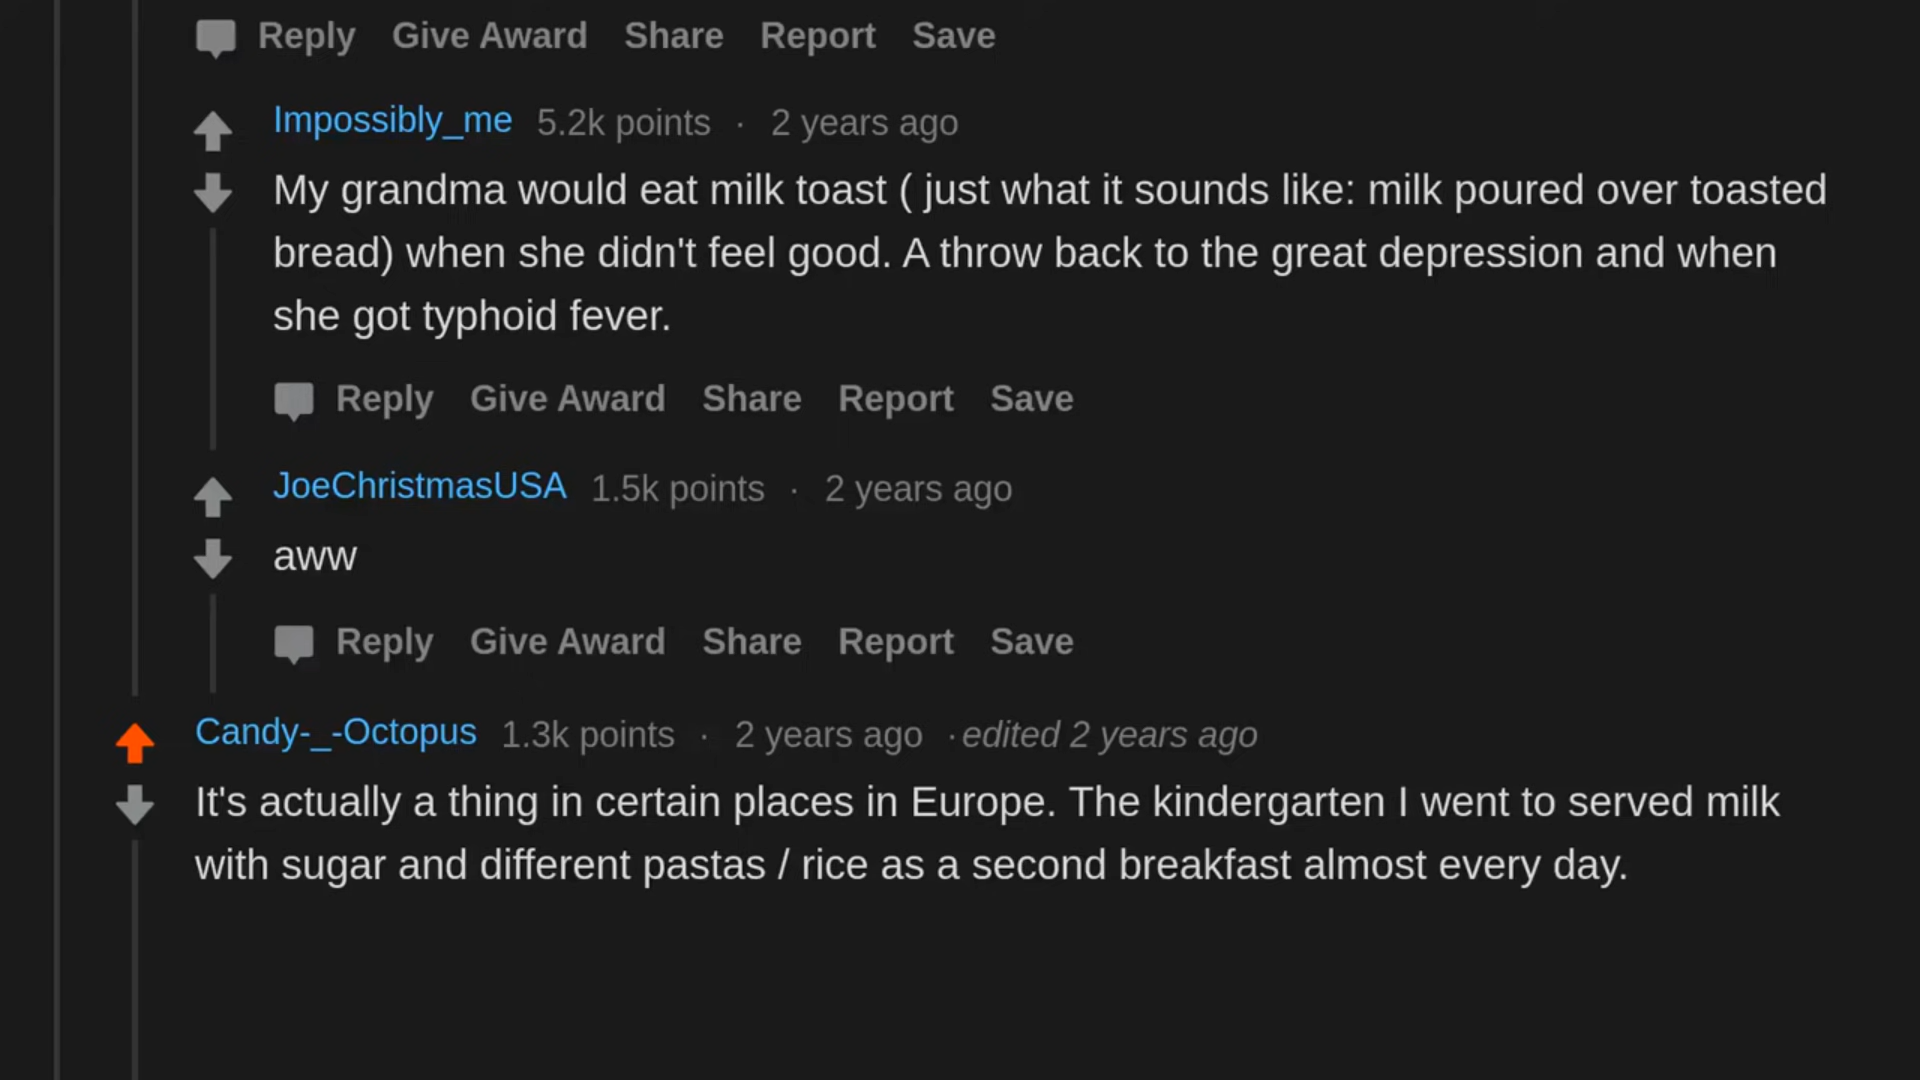 Reply Give Award Share Report Save
Impossibly_me 5.2k points · 2 years ago
My grandma would eat milk toast ( just what it sounds like: milk poured over toasted
bread) when she didn't feel good. A throw back to the great depression and when
she got typhoid fever.
Reply Give Award Share Report Save
JoeChristmasUSA 1.5k points · 2 years ago
aww
Reply Give Award Share Report Save
Candy-_-Octopus 1.3k points · 2 years ago ·edited 2 years ago
It's actually a thing in certain places in Europe. The kindergarten I went to served milk
with sugar and different pastas / rice as a second breakfast almost every day.